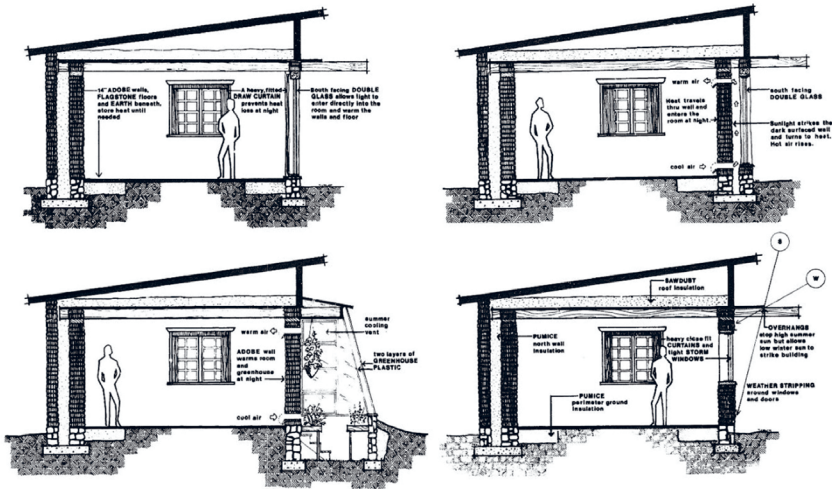 14" ADOBE walls,
FLAGSTONE floors
and EARTH beneath,
store heat until
needed
A heavy, fitted
DRAW CURTAIN
prevents heat
loss at night
South facing DOUBLE
GLASS allows light to
enter directly into the
room and warm the
walls and floor
warm air
Heat travels
thru wall and
enters the
room at night.
cool air
south facing
DOUBLE GLASS
Sunlight strikes the
dark surfaced wall
and turns to heat.
Hot air rises.
warm air
ADOBE wall
warms room
and
greenhouse
at night
cool air
summer
cooling
vent
two layers of
GREENHOUSE
PLASTIC
S
W
SAWDUST
roof insulation
PUMICE
north wall
insulation
heavy close fit
CURTAINS and
tight STORM
WINDOWS
OVERHANGS
stop high summer
sun but allows
low winter sun to
strike building
WEATHER STRIPPING
around windows
and doors
PUMICE
perimeter ground
insulation